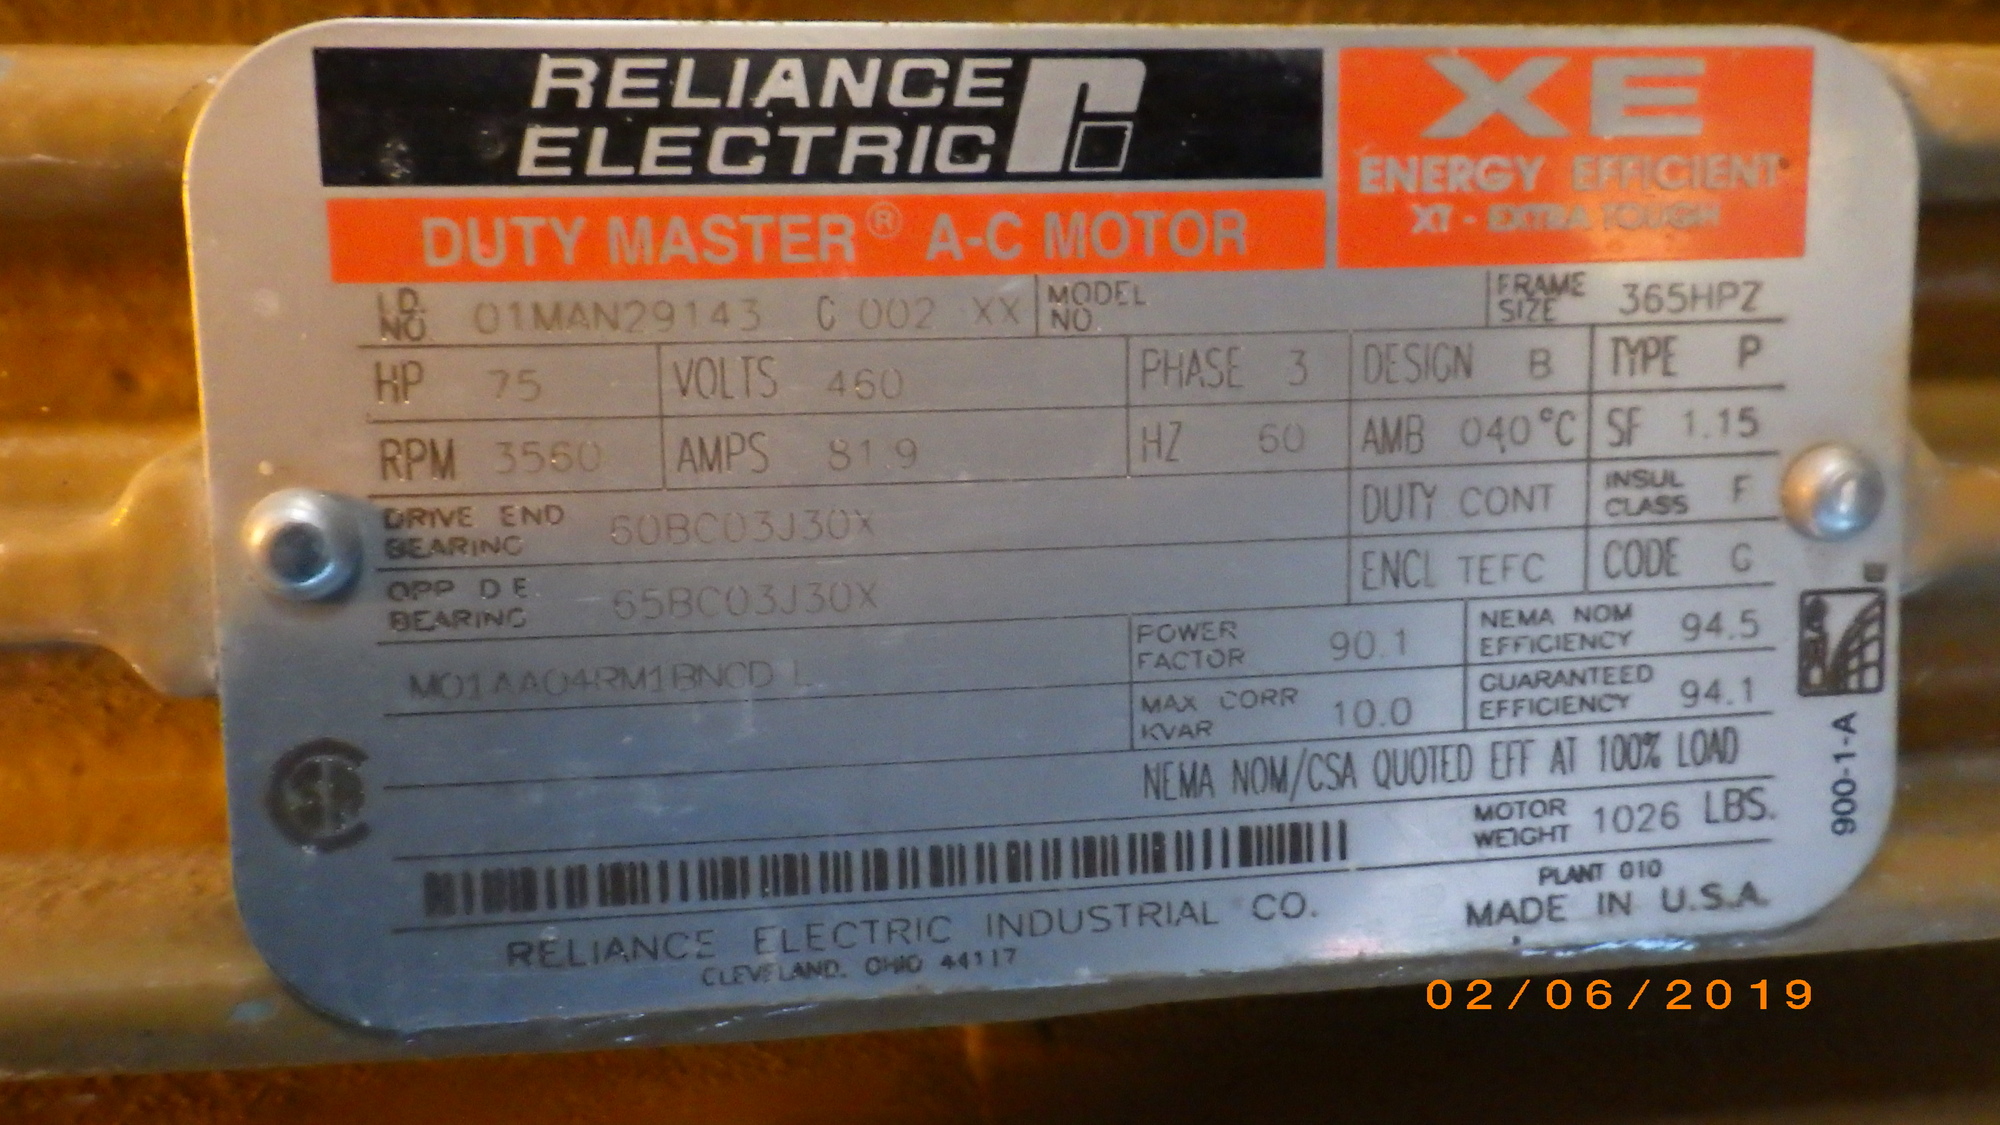 RELIANCE
ELECTRIC
XE
ENERGY EFFICIENT
XT - EXTRA TOUGH
DUTY MASTER® A-C MOTOR
I.D. NO. 01MAN29143 C 002 XX MODEL NO. FRAME SIZE 365HPZ
HP 75 VOLTS 460 PHASE 3 DESIGN B TYPE P
RPM 3560 AMPS 81.9 HZ 60 AMB 040°C SF 1.15
DRIVE END BEARING 60BC03J30X DUTY CONT INSUL CLASS F
OPP D E BEARING 65BC03J30X ENCL TEFC CODE G
M01AA04RM1BNCD L POWER FACTOR 90.1 NEMA NOM EFFICIENCY 94.5
MAX CORR KVAR 10.0 GUARANTEED EFFICIENCY 94.1
NEMA NOM/CSA QUOTED EFF AT 100% LOAD
MOTOR WEIGHT 1026 LBS.
PLANT 010
RELIANCE ELECTRIC INDUSTRIAL CO. MADE IN U.S.A.
CLEVELAND, OHIO 44117
900-1-A
02/06/2019